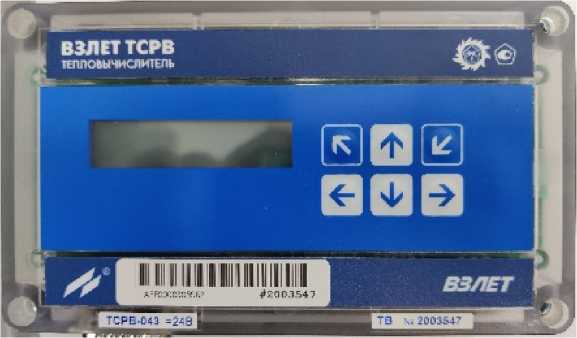 ВЗЛЕТ ТСРВ
ТЕПЛОВЫЧИСЛИТЕЛЬ
#2003547
ВЗЛЕТ
ТСРВ-043 =24В
ТВ № 2003547